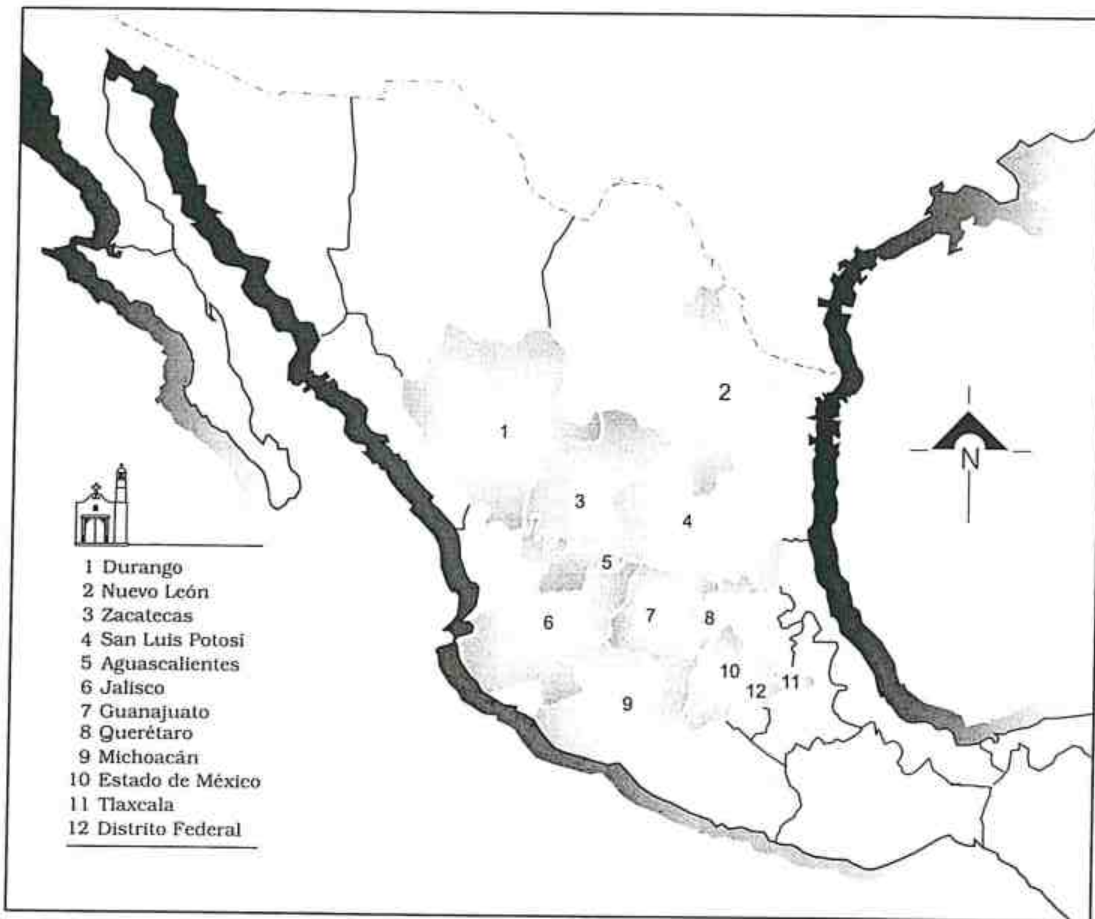 1
2
3
4
5
6
7
8
9
10
11
12
N
1 Durango
2 Nuevo León
3 Zacatecas
4 San Luis Potosí
5 Aguascalientes
6 Jalisco
7 Guanajuato
8 Querétaro
9 Michoacán
10 Estado de México
11 Tlaxcala
12 Distrito Federal